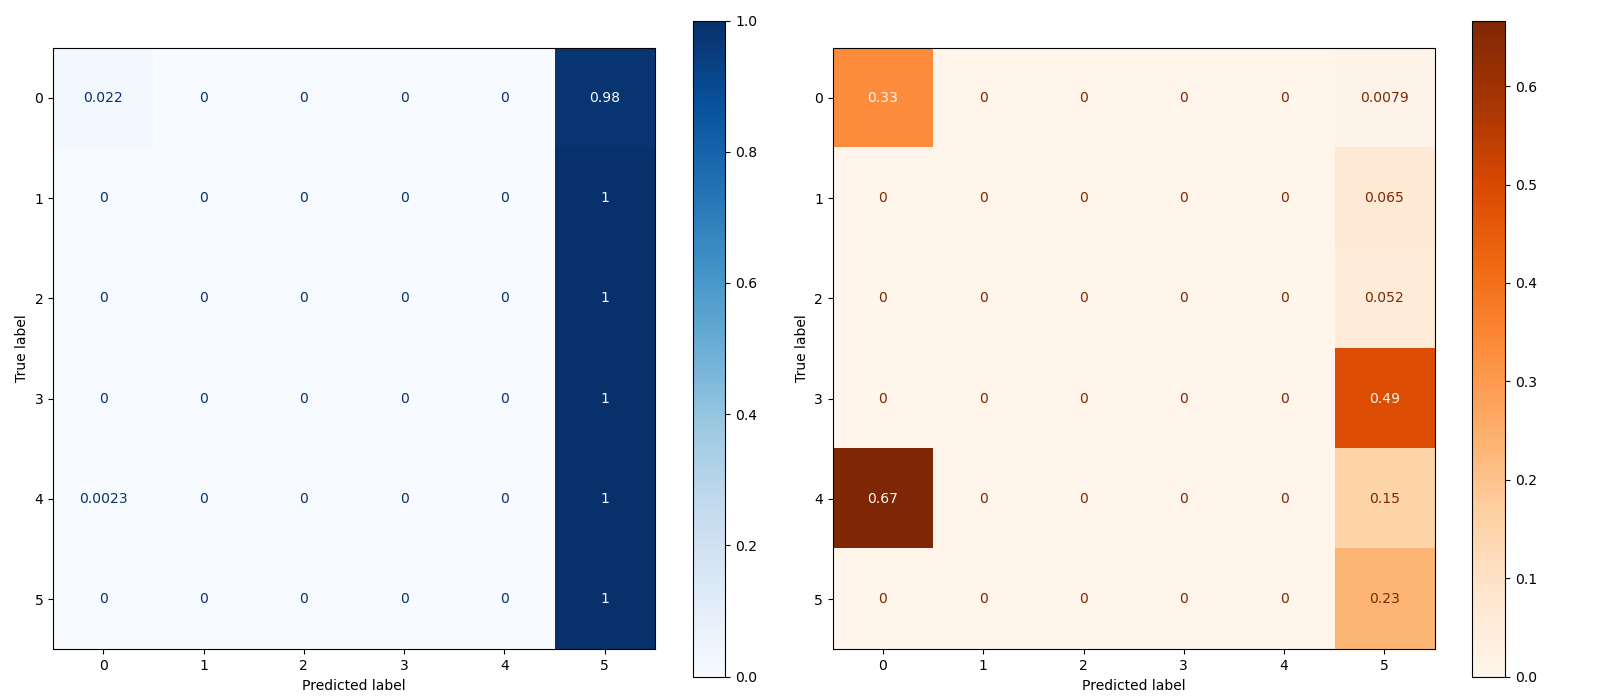 1.0
0 0.022 0 0 0 0 0.98
0.8
1 0 0 0 0 0 1
2 0 0 0 0 0 1
0.6
True label
3 0 0 0 0 0 1
0.4
4 0.0023 0 0 0 0 1
0.2
5 0 0 0 0 0 1
0 1 2 3 4 5
0.0
Predicted label
0 0.33 0 0 0 0 0.0079
0.6
1 0 0 0 0 0 0.065
0.5
2 0 0 0 0 0 0.052
0.4
True label
3 0 0 0 0 0 0.49
0.3
4 0.67 0 0 0 0 0.15
0.2
0.1
5 0 0 0 0 0 0.23
0 1 2 3 4 5
0.0
Predicted label